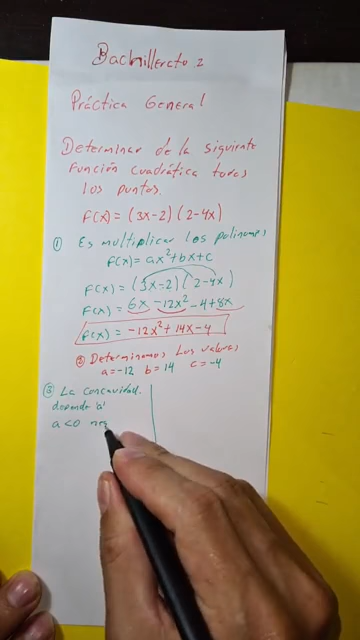 Bachillerato 2
Práctica General
Determinar de la siguiente
Función cuadrática todos
los puntos.
F(x) = (3x-2)(2-4x)
① Es multiplicar los polinomios
F(x) = ax²+bx+c
F(x) = (3x-2)(2-4x)
F(x) = 6x -12x² -4+8x
F(x) = -12x²+14x-4
② Determinamos Los valores
a=-12 b=14 c=-4
③ La concavidad.
depende 'a'
a<0 neg